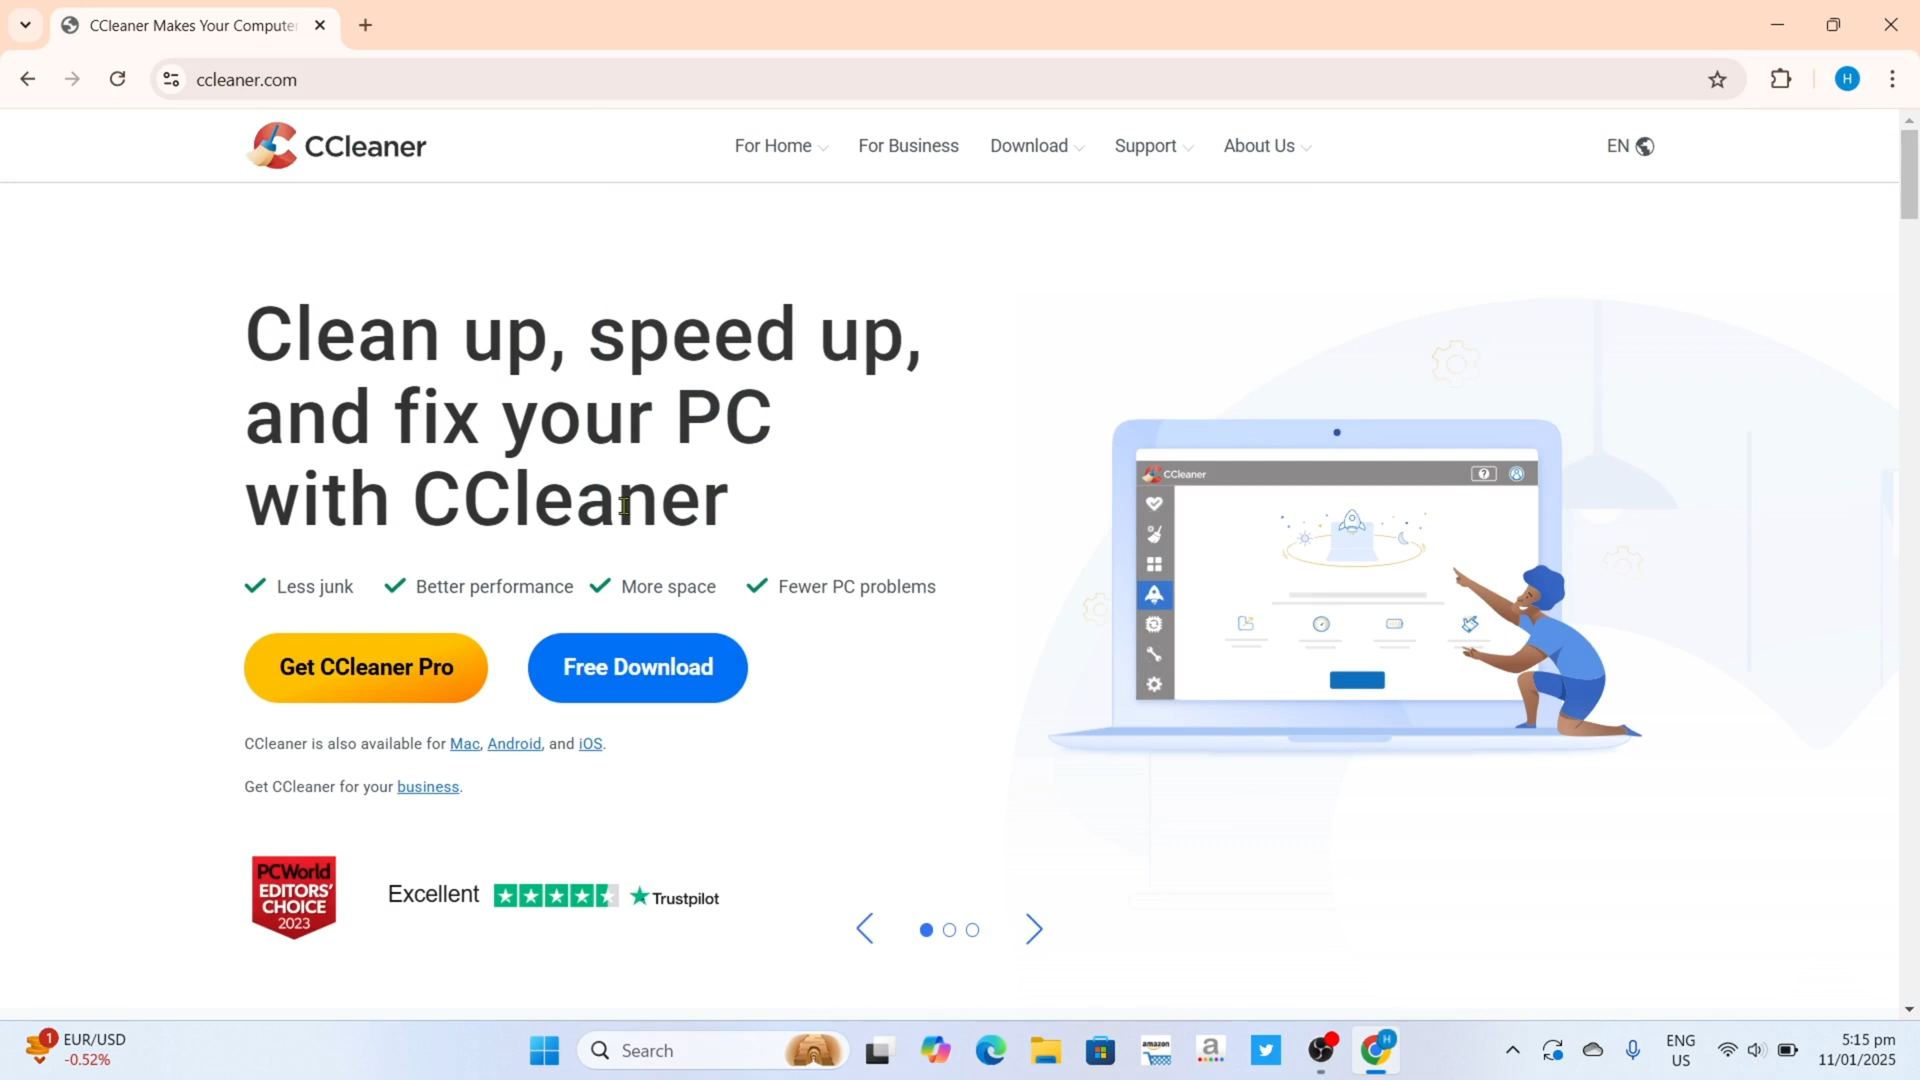 CCleaner Makes Your Computer
ccleaner.com
H
CCleaner
For Home
For Business
Download
Support
About Us
EN
Clean up, speed up,
and fix your PC
with CCleaner
Less junk
Better performance
More space
Fewer PC problems
Get CCleaner Pro
Free Download
CCleaner is also available for Mac, Android, and iOS.
Get CCleaner for your business.
PCWorld
EDITORS'
CHOICE
2023
Excellent
Trustpilot
CCleaner
?
1
EUR/USD
-0.52%
Search
amazon
a
H
ENG
US
5:15 pm
11/01/2025